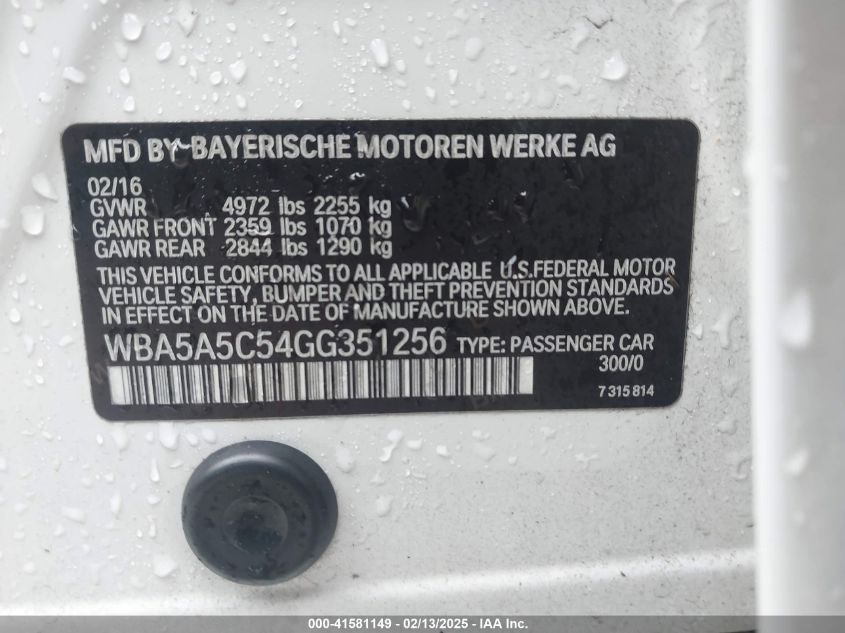 MFD BY-BAYERISCHE MOTOREN WERKE AG
02/16
GVWR 4972 lbs 2255 kg
GAWR FRONT 2359 lbs 1070 kg
GAWR REAR 2844 lbs 1290 kg
THIS VEHICLE CONFORMS TO ALL APPLICABLE U.S.FEDERAL MOTOR
VEHICLE SAFETY, BUMPER AND THEFT PREVENTION STANDARDS
IN EFFECT ON THE DATE OF MANUFACTURE SHOWN ABOVE.
WBA5A5C54GG351256 TYPE: PASSENGER CAR
300/0
7 315 814
000-41581149 - 02/13/2025 - IAA Inc.